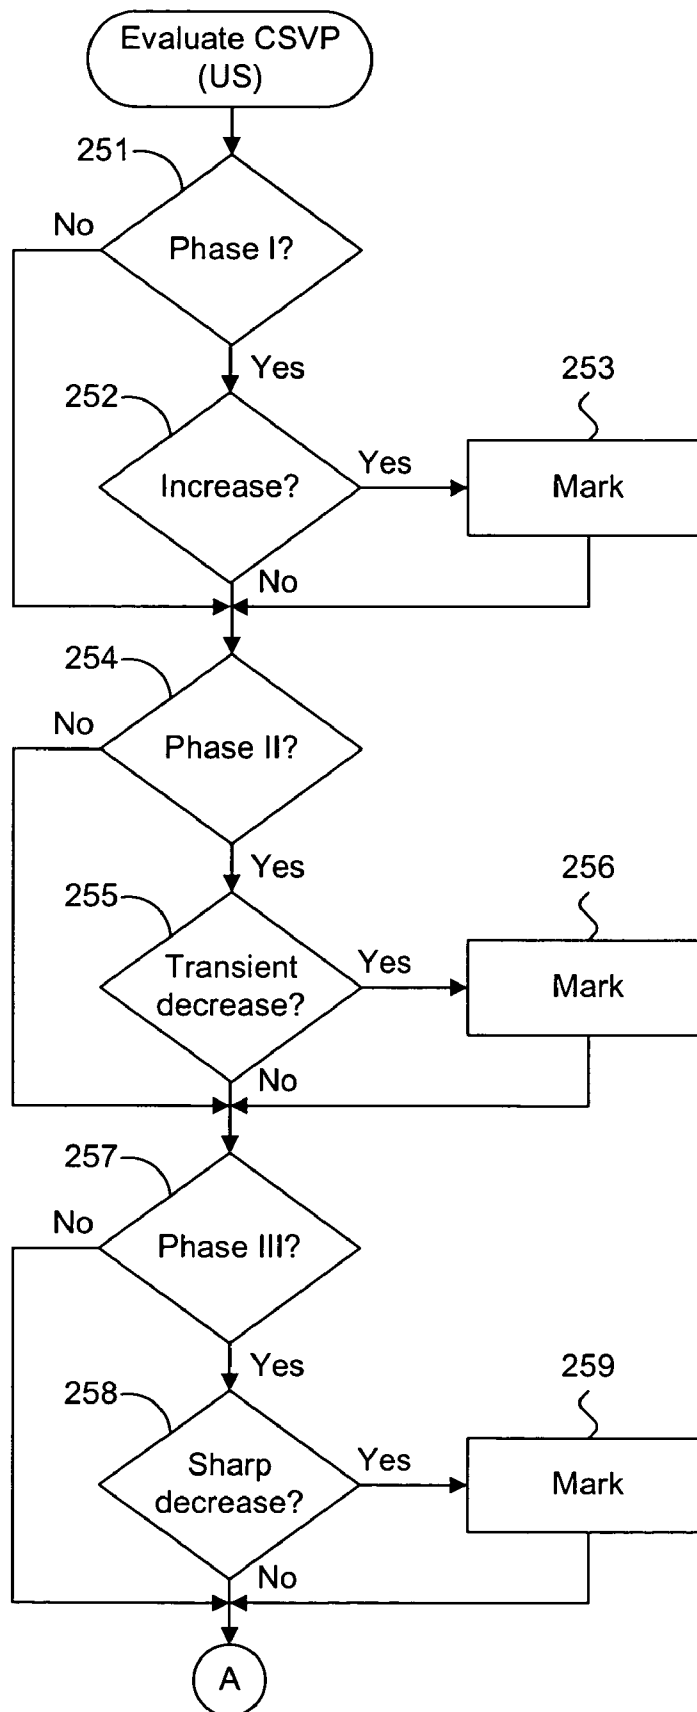 Evaluate CSVP
(US)
251
No
Phase I?
Yes
252
253
Increase?
Yes
Mark
No
254
No
Phase II?
Yes
255
256
Transient
decrease?
Yes
Mark
No
257
No
Phase III?
Yes
258
259
Sharp
decrease?
Yes
Mark
No
A